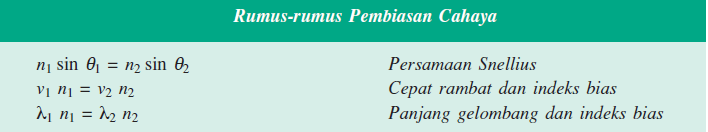 Rumus-rumus Pembiasan Cahaya
n₁ sin θ₁ = n₂ sin θ₂ Persamaan Snellius
v₁ n₁ = v₂ n₂ Cepat rambat dan indeks bias
λ₁ n₁ = λ₂ n₂ Panjang gelombang dan indeks bias